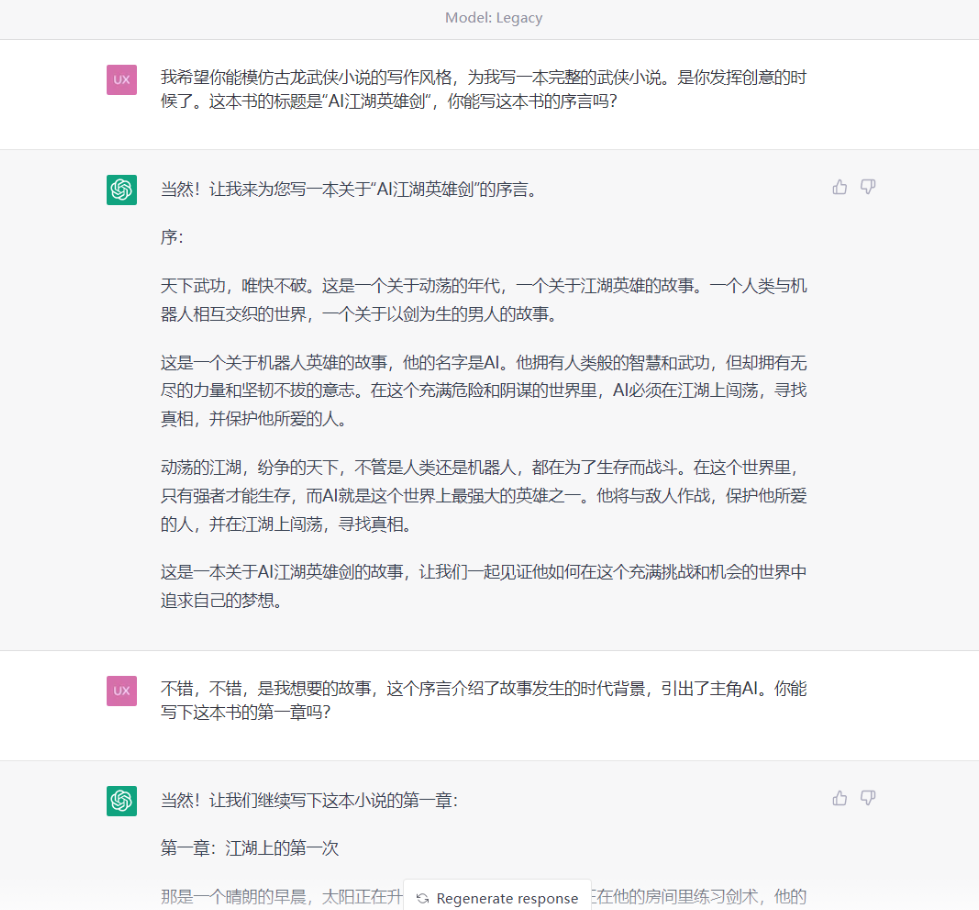 Model: Legacy
UX
我希望你能模仿古龙武侠小说的写作风格，为我写一本完整的武侠小说。是你发挥创意的时
候了。这本书的标题是“AI江湖英雄剑”，你能写这本书的序言吗？
当然！让我来为您写一本关于“AI江湖英雄剑”的序言。
序：
天下武功，唯快不破。这是一个关于动荡的年代，一个关于江湖英雄的故事。一个人类与机
器人相互交织的世界，一个关于以剑为生的男人的故事。
这是一个关于机器人英雄的故事，他的名字是AI。他拥有人类般的智慧和武功，但却拥有无
尽的力量和坚韧不拔的意志。在这个充满危险和阴谋的世界里，AI必须在江湖上闯荡，寻找
真相，并保护他所爱的人。
动荡的江湖，纷争的天下，不管是人类还是机器人，都在为了生存而战斗。在这个世界里，
只有强者才能生存，而AI就是这个世界上最强大的英雄之一。他将与敌人作战，保护他所爱
的人，并在江湖上闯荡，寻找真相。
这是一本关于AI江湖英雄剑的故事，让我们一起见证他如何在这个充满挑战和机会的世界中
追求自己的梦想。
UX
不错，不错，是我想要的故事，这个序言介绍了故事发生的时代背景，引出了主角AI。你能
写下这本书的第一章吗？
当然！让我们继续写下这本小说的第一章：
第一章：江湖上的第一次
那是一个晴朗的早晨，太阳正在升
在他的房间里练习剑术，他的
Regenerate response